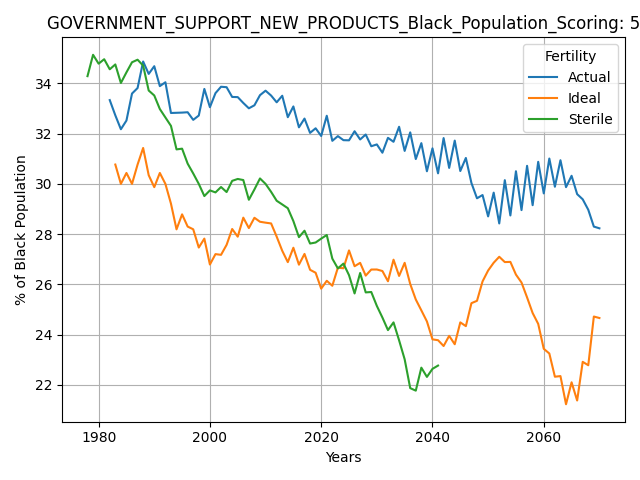 GOVERNMENT_SUPPORT_NEW_PRODUCTS_Black_Population_Scoring: 5
Fertility
Actual
Ideal
Sterile
% of Black Population
34
32
30
28
26
24
22
1980 2000 2020 2040 2060
Years